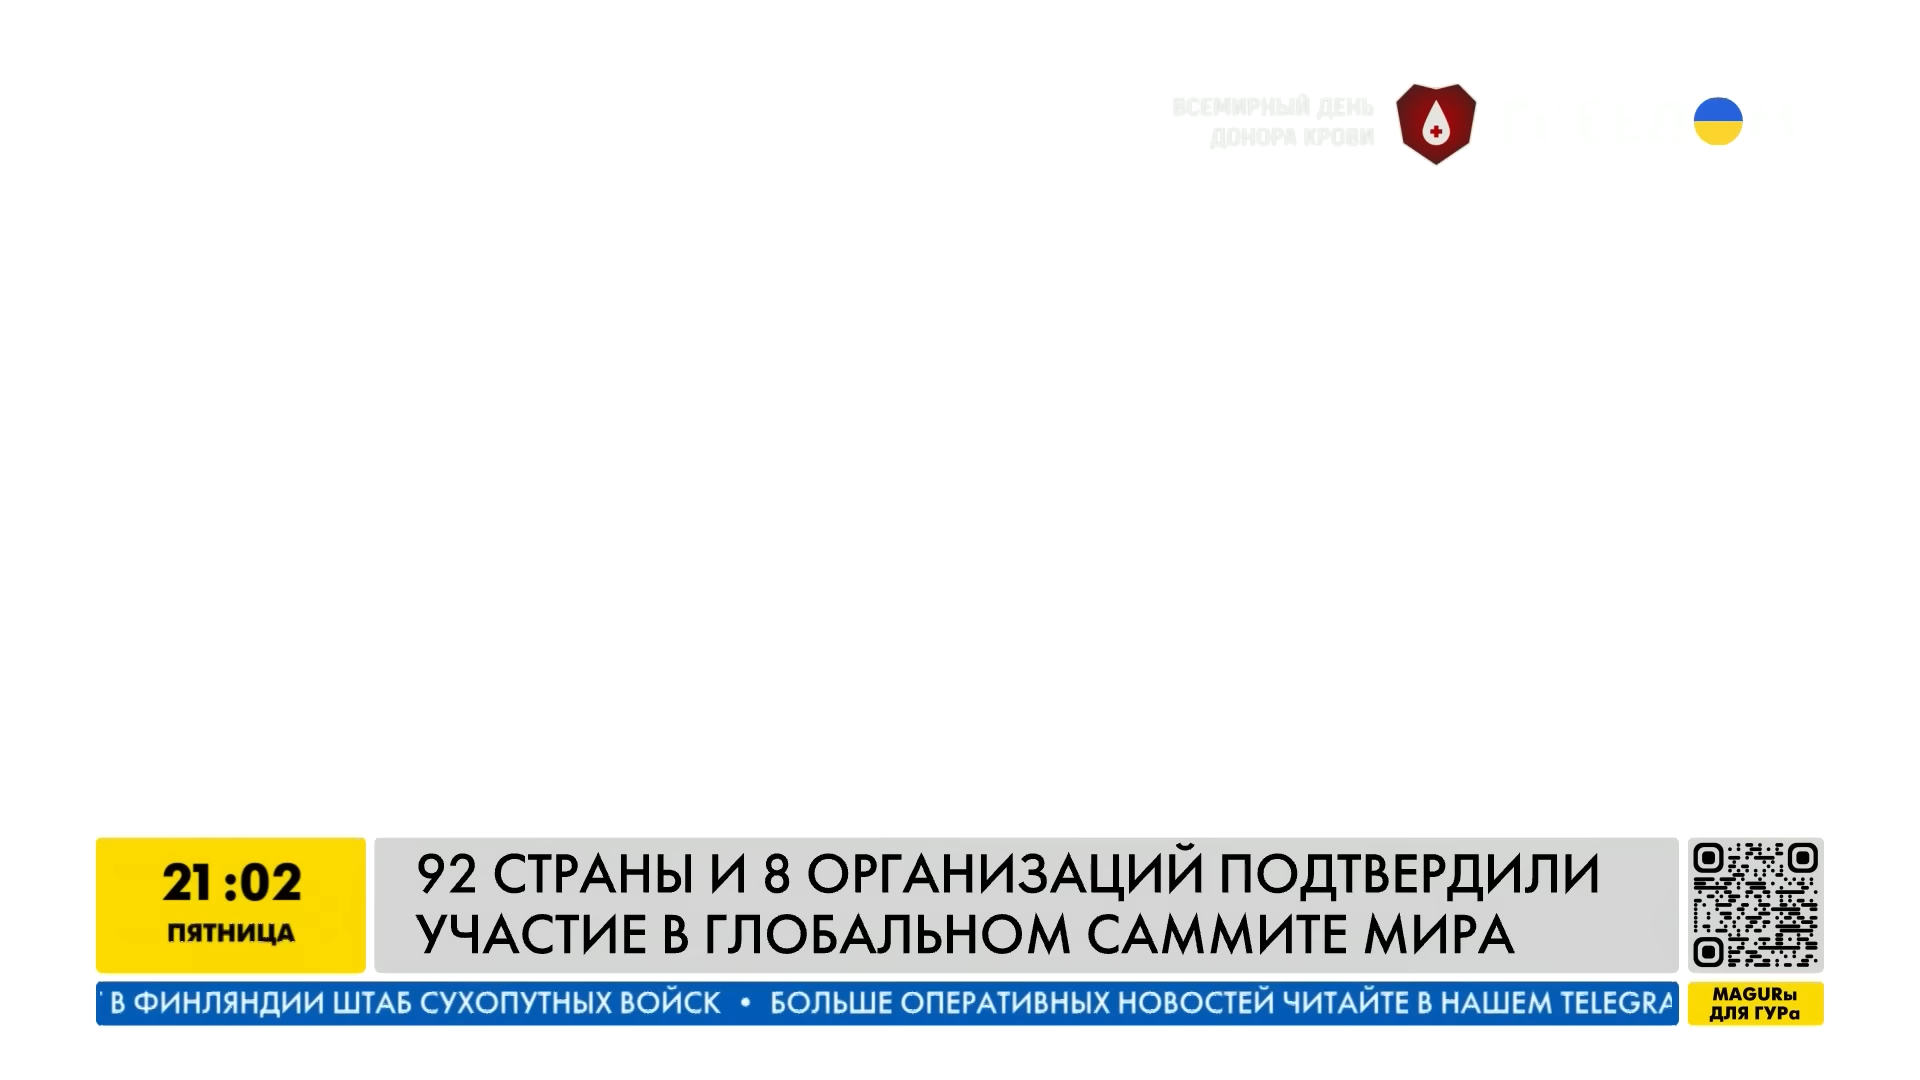 ВСЕМИРНЫЙ ДЕНЬ
ДОНОРА КРОВИ
21:02
ПЯТНИЦА
92 СТРАНЫ И 8 ОРГАНИЗАЦИЙ ПОДТВЕРДИЛИ
УЧАСТИЕ В ГЛОБАЛЬНОМ САММИТЕ МИРА
В ФИНЛЯНДИИ ШТАБ СУХОПУТНЫХ ВОЙСК • БОЛЬШЕ ОПЕРАТИВНЫХ НОВОСТЕЙ ЧИТАЙТЕ В НАШЕМ TELEGRA
MAGURы
ДЛЯ ГУРа